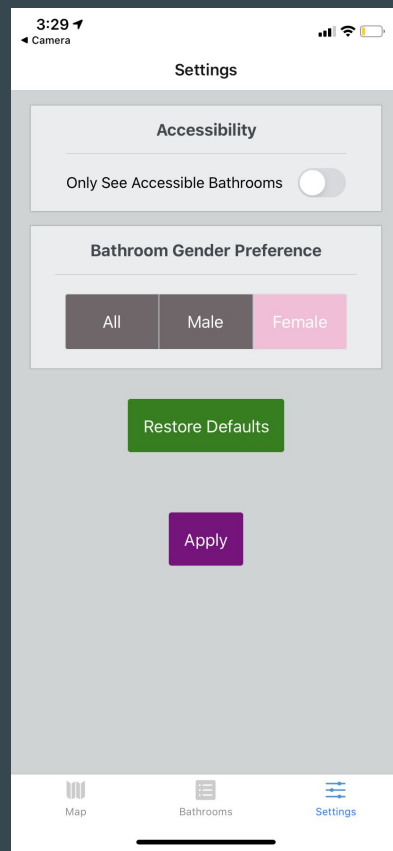 3:29
◀ Camera
Settings
Accessibility
Only See Accessible Bathrooms
Bathroom Gender Preference
All Male Female
Restore Defaults
Apply
Map Bathrooms Settings